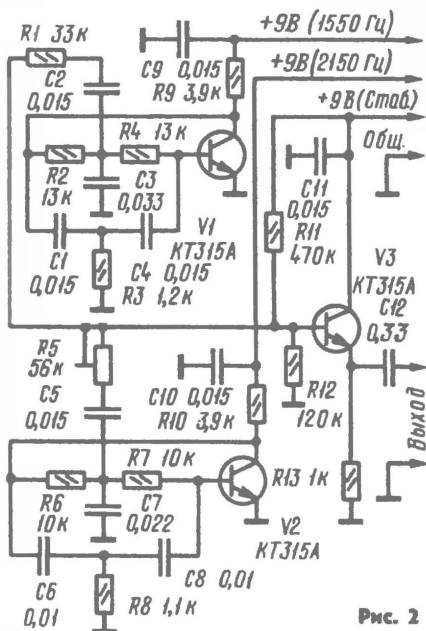 +9В (1550 Гц)
R1 33к
C9 0,015
+9В(2150 Гц)
C2
0,015
R9 3,9к
+9В(Стаб.)
R4 13к
Общ.
R2
13к
C3
0,033
C11
0,015
V1
КТ315А
R11
470к
V3
КТ315А
C1
0,015
C4 0,015
R3 1,2к
C12
0,33
R5
56к
C10 0,015
R10 3,9к
R12
120к
C5
0,015
Выход
R7 10к
R13 1к
R6
10к
C7
0,022
V2
КТ315А
C8 0,01
C6
0,01
R8 1,1к
Рис. 2